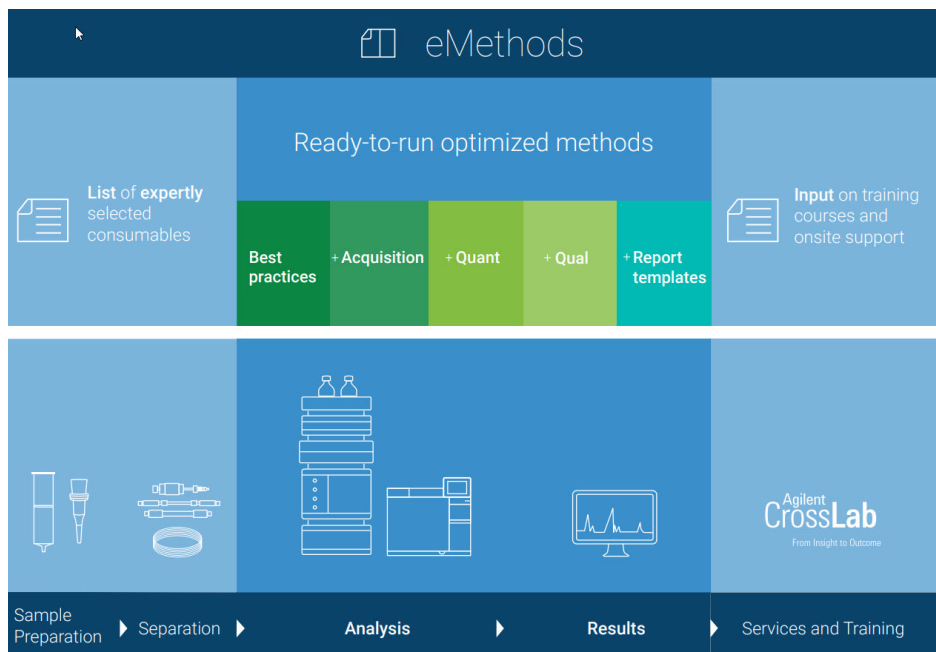 eMethods
List of expertly
selected
consumables
Ready-to-run optimized methods
Best
practices
+ Acquisition
+ Quant
+ Qual
+ Report
templates
Input on training
courses and
onsite support
Agilent
CrossLab
From Insight to Outcome
Sample
Preparation
Separation
Analysis
Results
Services and Training